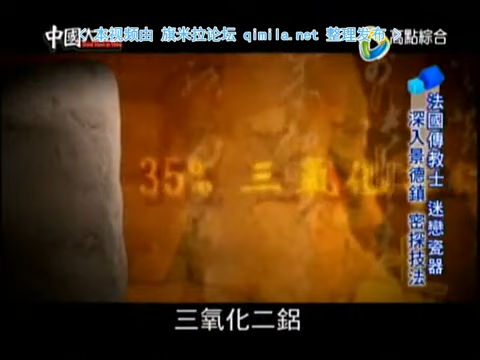 中國
本视频由 旗米拉论坛 qimila.net 整理发布
高點綜合
法國傳教士 迷戀瓷器
深入景德鎮 密探技法
35% 三氧化
三氧化二鋁